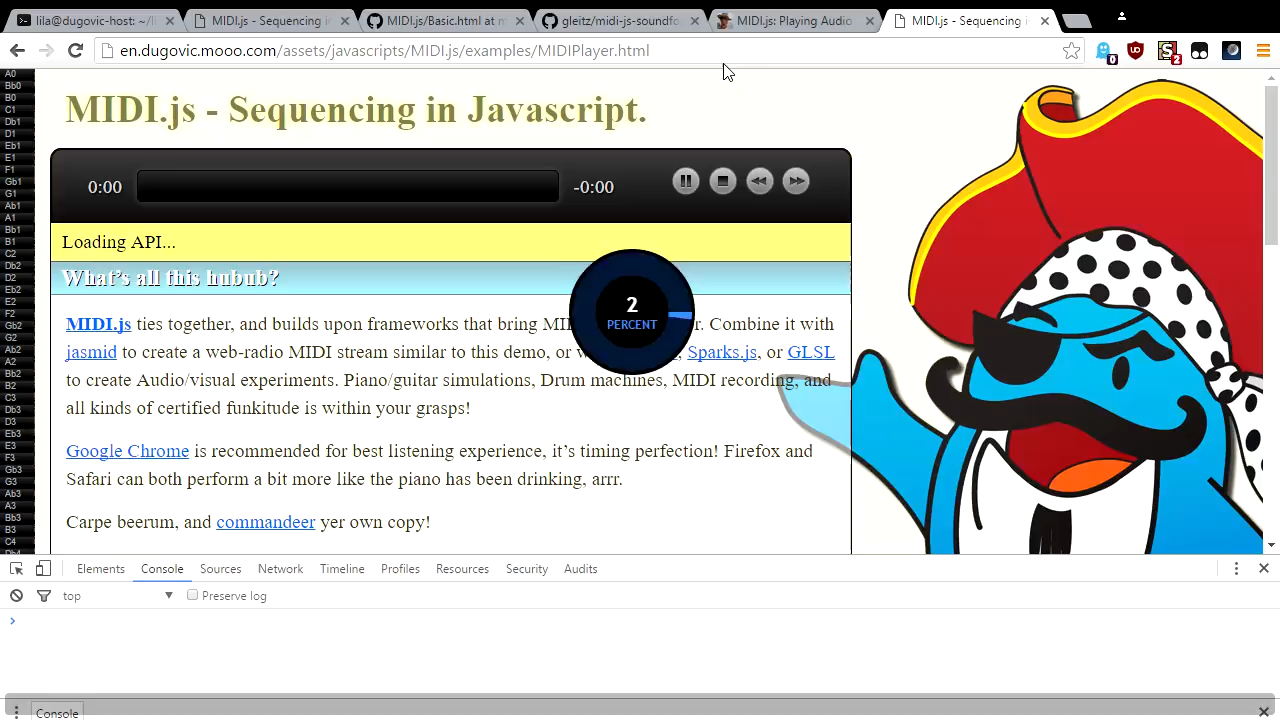 lila@dugovic-host: ~/li
MIDI.js - Sequencing in
MIDI.js/Basic.html at m
gleitz/midi-js-soundfo
MIDI.js: Playing Audio
MIDI.js - Sequencing i
en.dugovic.mooo.com/assets/javascripts/MIDI.js/examples/MIDIPlayer.html
0
UD
S
2
A0
Bb0
B0
C1
Db1
D1
Eb1
E1
F1
Gb1
G1
Ab1
A1
Bb1
B1
C2
Db2
D2
Eb2
E2
F2
Gb2
G2
Ab2
A2
Bb2
B2
C3
Db3
D3
Eb3
E3
F3
Gb3
G3
Ab3
A3
Bb3
B3
C4
Db4
MIDI.js - Sequencing in Javascript.
0:00
-0:00
Loading API...
What's all this hubub?
2
PERCENT
MIDI.js ties together, and builds upon frameworks that bring MI r. Combine it with
jasmid to create a web-radio MIDI stream similar to this demo, or w , Sparks.js, or GLSL
to create Audio/visual experiments. Piano/guitar simulations, Drum machines, MIDI recording, and
all kinds of certified funkitude is within your grasps!
Google Chrome is recommended for best listening experience, it's timing perfection! Firefox and
Safari can both perform a bit more like the piano has been drinking, arrr.
Carpe beerum, and commandeer yer own copy!
Elements Console Sources Network Timeline Profiles Resources Security Audits
top
Preserve log
Console